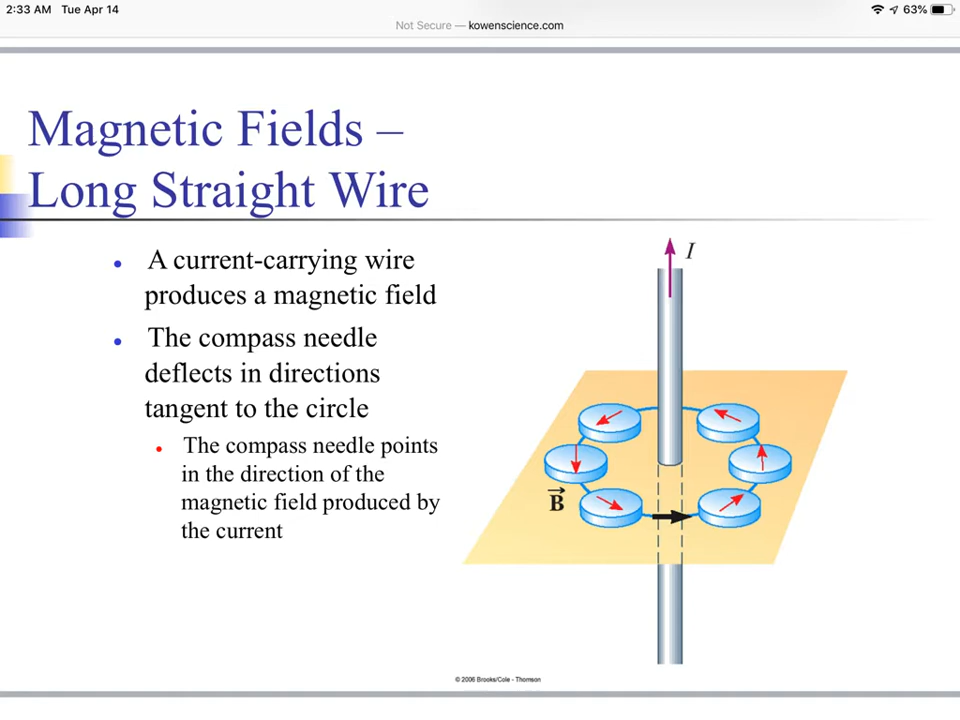 2:33 AM Tue Apr 14
63%
Not Secure — kowenscience.com
Magnetic Fields –
Long Straight Wire
• A current-carrying wire
produces a magnetic field
• The compass needle
deflects in directions
tangent to the circle
• The compass needle points
in the direction of the
magnetic field produced by
the current
I
B⃗
© 2006 Brooks/Cole - Thomson